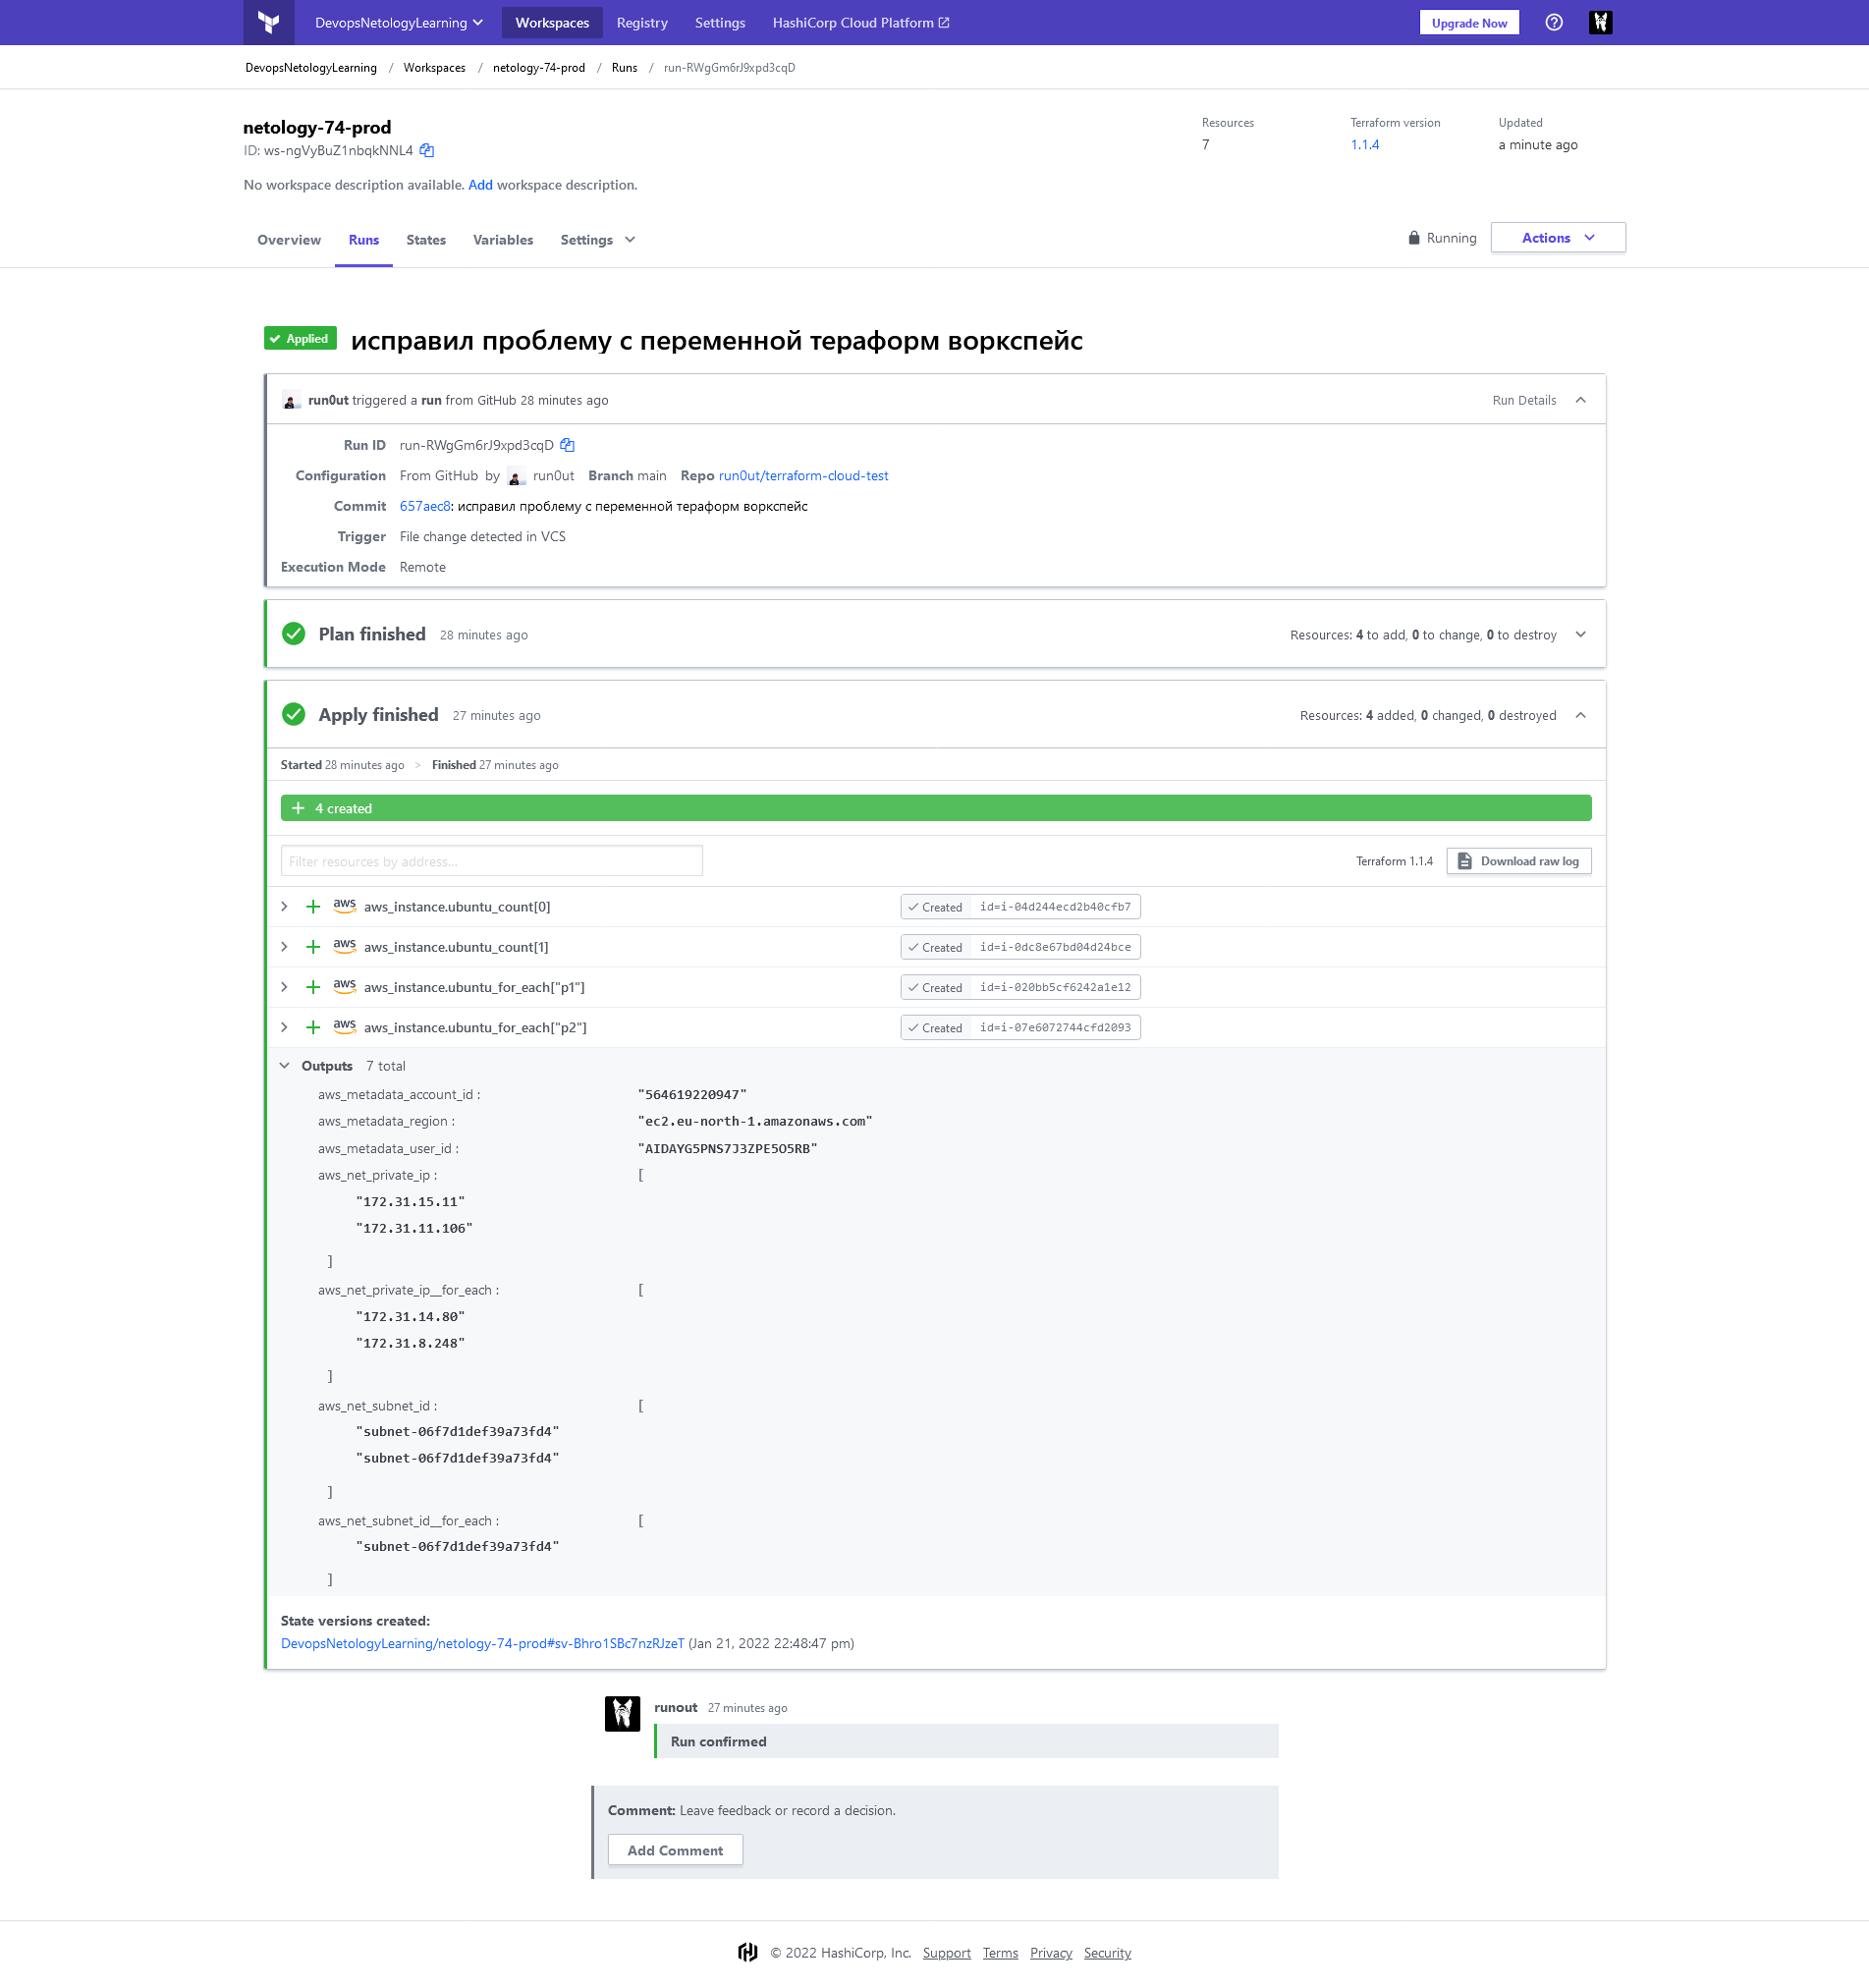 DevopsNetologyLearning Workspaces Registry Settings HashiCorp Cloud Platform Upgrade Now
DevopsNetologyLearning / Workspaces / netology-74-prod / Runs / run-RWgGm6rJ9xpd3cqD
netology-74-prod
ID: ws-ngVyBuZ1nbqkNNL4
No workspace description available. Add workspace description.
Resources Terraform version Updated
7 1.1.4 a minute ago
Overview Runs States Variables Settings Running Actions
Applied исправил проблему с переменной тераформ воркспейс
run0ut triggered a run from GitHub 28 minutes ago Run Details
Run ID run-RWgGm6rJ9xpd3cqD
Configuration From GitHub by run0ut Branch main Repo run0ut/terraform-cloud-test
Commit 657aec8: исправил проблему с переменной тераформ воркспейс
Trigger File change detected in VCS
Execution Mode Remote
Plan finished 28 minutes ago Resources: 4 to add, 0 to change, 0 to destroy
Apply finished 27 minutes ago Resources: 4 added, 0 changed, 0 destroyed
Started 28 minutes ago > Finished 27 minutes ago
+ 4 created
Filter resources by address... Terraform 1.1.4 Download raw log
+ aws aws_instance.ubuntu_count[0] Created id=i-04d244ecd2b40cfb7
+ aws aws_instance.ubuntu_count[1] Created id=i-0dc8e67bd04d24bce
+ aws aws_instance.ubuntu_for_each["p1"] Created id=i-020bb5cf6242a1e12
+ aws aws_instance.ubuntu_for_each["p2"] Created id=i-07e6072744cfd2093
Outputs 7 total
aws_metadata_account_id : "564619220947"
aws_metadata_region : "ec2.eu-north-1.amazonaws.com"
aws_metadata_user_id : "AIDAYG5PNS7J3ZPE5O5RB"
aws_net_private_ip : [
"172.31.15.11"
"172.31.11.106"
]
aws_net_private_ip__for_each : [
"172.31.14.80"
"172.31.8.248"
]
aws_net_subnet_id : [
"subnet-06f7d1def39a73fd4"
"subnet-06f7d1def39a73fd4"
]
aws_net_subnet_id__for_each : [
"subnet-06f7d1def39a73fd4"
]
State versions created:
DevopsNetologyLearning/netology-74-prod#sv-Bhro1SBc7nzRJzeT (Jan 21, 2022 22:48:47 pm)
runout 27 minutes ago
Run confirmed
Comment: Leave feedback or record a decision.
Add Comment
© 2022 HashiCorp, Inc. Support Terms Privacy Security